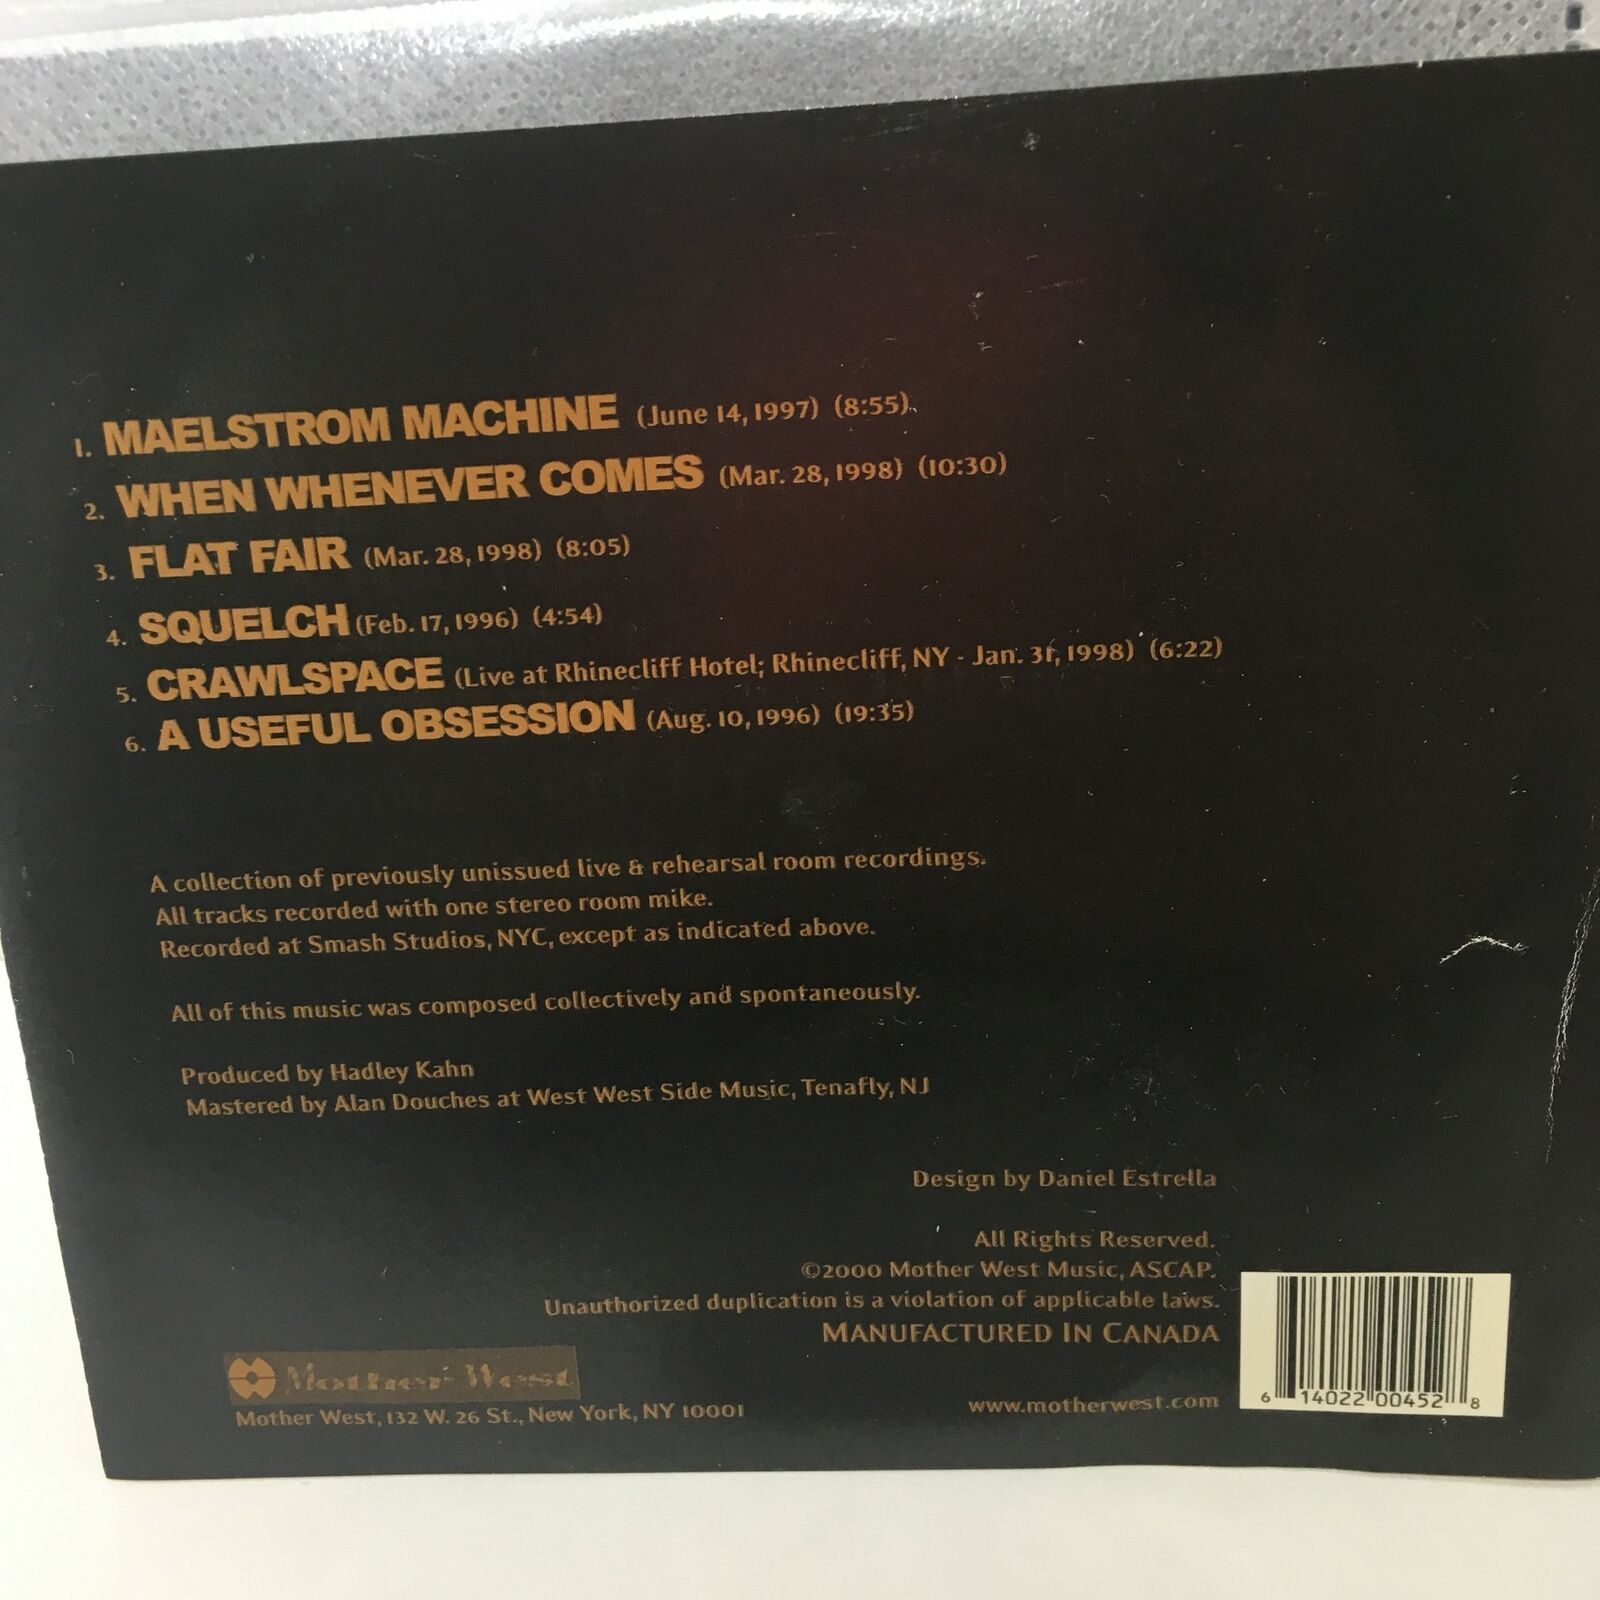 1. MAELSTROM MACHINE (June 14, 1997) (8:55)
2. WHEN WHENEVER COMES (Mar. 28, 1998) (10:30)
3. FLAT FAIR (Mar. 28, 1998) (8:05)
4. SQUELCH (Feb. 17, 1996) (4:54)
5. CRAWLSPACE (Live at Rhinecliff Hotel; Rhinecliff, NY - Jan. 31, 1998) (6:22)
6. A USEFUL OBSESSION (Aug. 10, 1996) (19:35)
A collection of previously unissued live & rehearsal room recordings.
All tracks recorded with one stereo room mike.
Recorded at Smash Studios, NYC, except as indicated above.
All of this music was composed collectively and spontaneously.
Produced by Hadley Kahn
Mastered by Alan Douches at West West Side Music, Tenafly, NJ
Design by Daniel Estrella
All Rights Reserved.
©2000 Mother West Music, ASCAP.
Unauthorized duplication is a violation of applicable laws.
MANUFACTURED IN CANADA
Mother West
Mother West, 132 W. 26 St., New York, NY 10001
www.motherwest.com
6 14022 00452 8